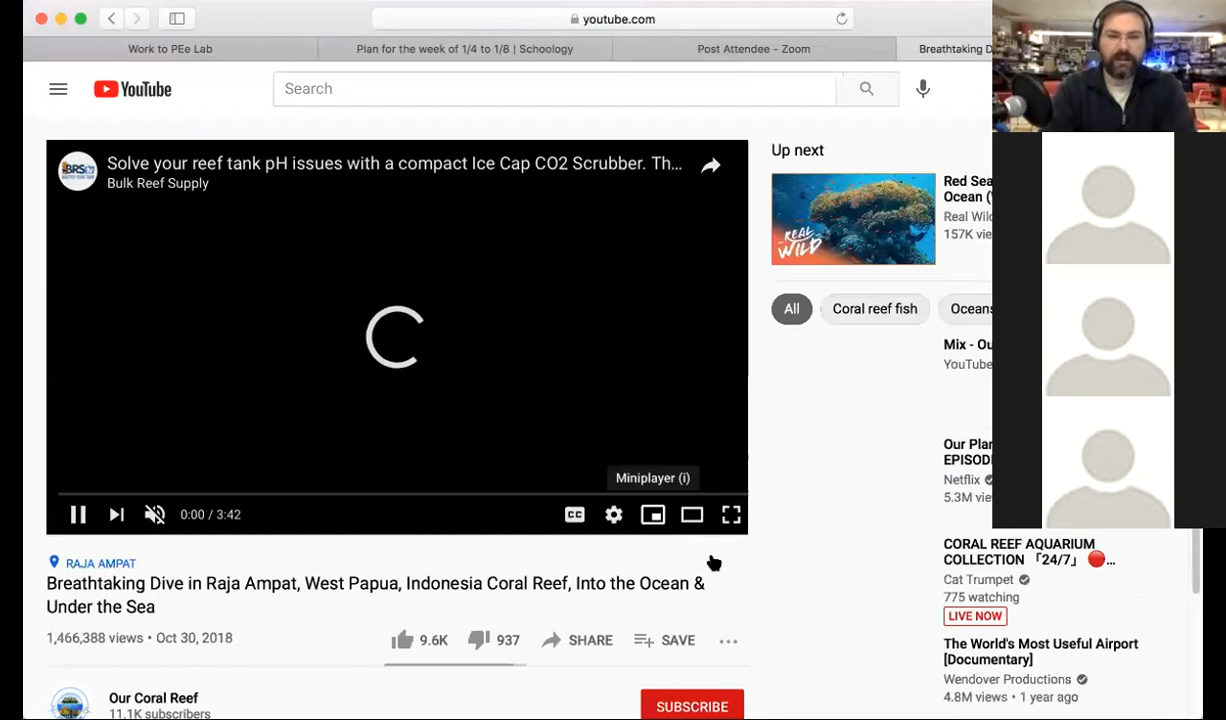 youtube.com
Work to PEe Lab
Plan for the week of 1/4 to 1/8 | Schoology
Post Attendee - Zoom
Breathtaking D
YouTube
Search
BRS
Solve your reef tank pH issues with a compact Ice Cap CO2 Scrubber. Th...
Bulk Reef Supply
Miniplayer (i)
0:00 / 3:42
CC
RAJA AMPAT
Breathtaking Dive in Raja Ampat, West Papua, Indonesia Coral Reef, Into the Ocean &
Under the Sea
1,466,388 views • Oct 30, 2018
9.6K
937
SHARE
SAVE
Our Coral Reef
11.1K subscribers
SUBSCRIBE
Up next
REAL WILD
Red Sea
Ocean (
Real Wil
157K vie
All
Coral reef fish
Oceans
Mix - Ou
YouTube
Our Plan
EPISOD
Netflix
5.3M vie
CORAL REEF AQUARIUM
COLLECTION 「24/7」 🔴...
Cat Trumpet
775 watching
LIVE NOW
The World's Most Useful Airport
[Documentary]
Wendover Productions
4.8M views • 1 year ago